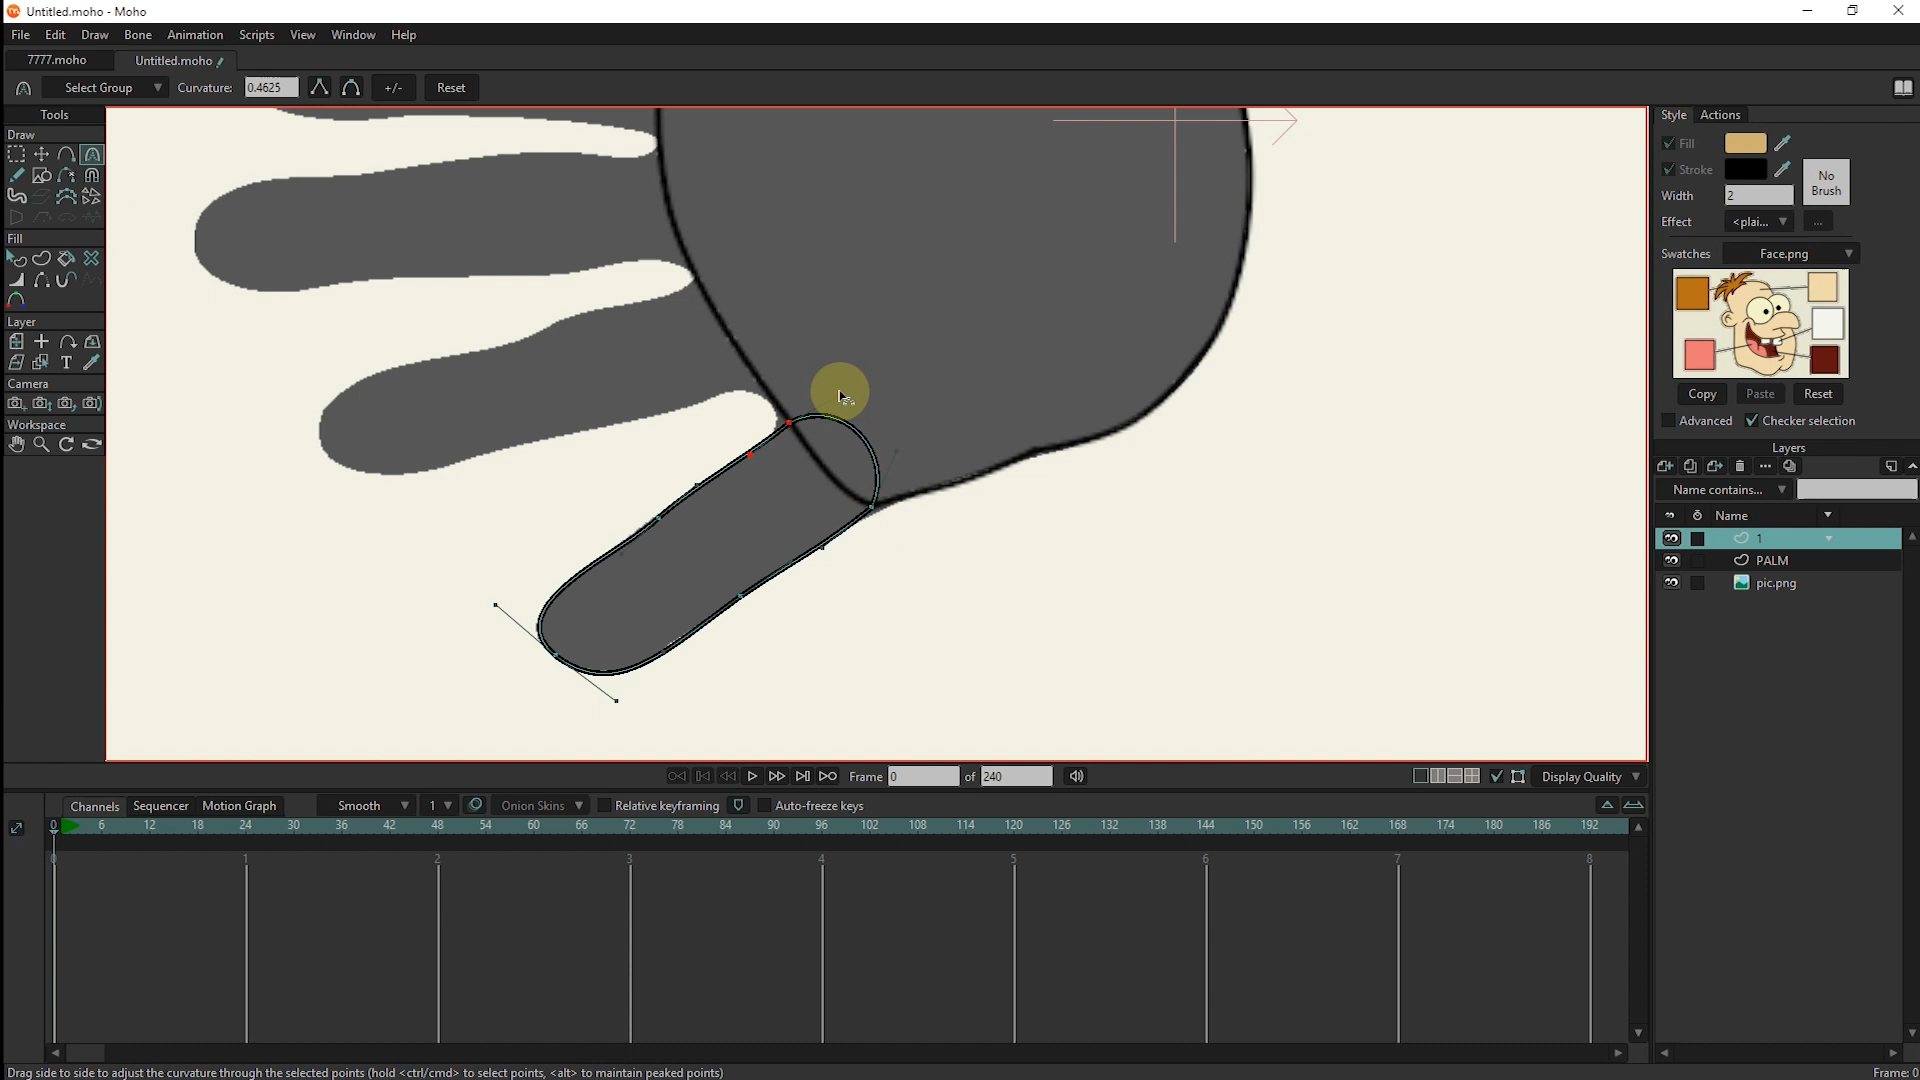 Untitled.moho - Moho
File Edit Draw Bone Animation Scripts View Window Help
7777.moho Untitled.moho
Select Group Curvature: 0.4625 +/- Reset
Tools
Draw
Fill
Layer
T
Camera
Workspace
Style Actions
Fill
Stroke
No Brush
Width 2
Effect <plai... ...
Swatches Face.png
Copy Paste Reset
Advanced Checker selection
Layers
Name contains...
Name
1
PALM
pic.png
Frame 0 of 240 Display Quality
Channels Sequencer Motion Graph Smooth 1 Onion Skins Relative keyframing Auto-freeze keys
0 6 12 18 24 30 36 42 48 54 60 66 72 78 84 90 96 102 108 114 120 126 132 138 144 150 156 162 168 174 180 186 192
0 1 2 3 4 5 6 7 8
Drag side to side to adjust the curvature through the selected points (hold <ctrl/cmd> to select points, <alt> to maintain peaked points) Frame: 0